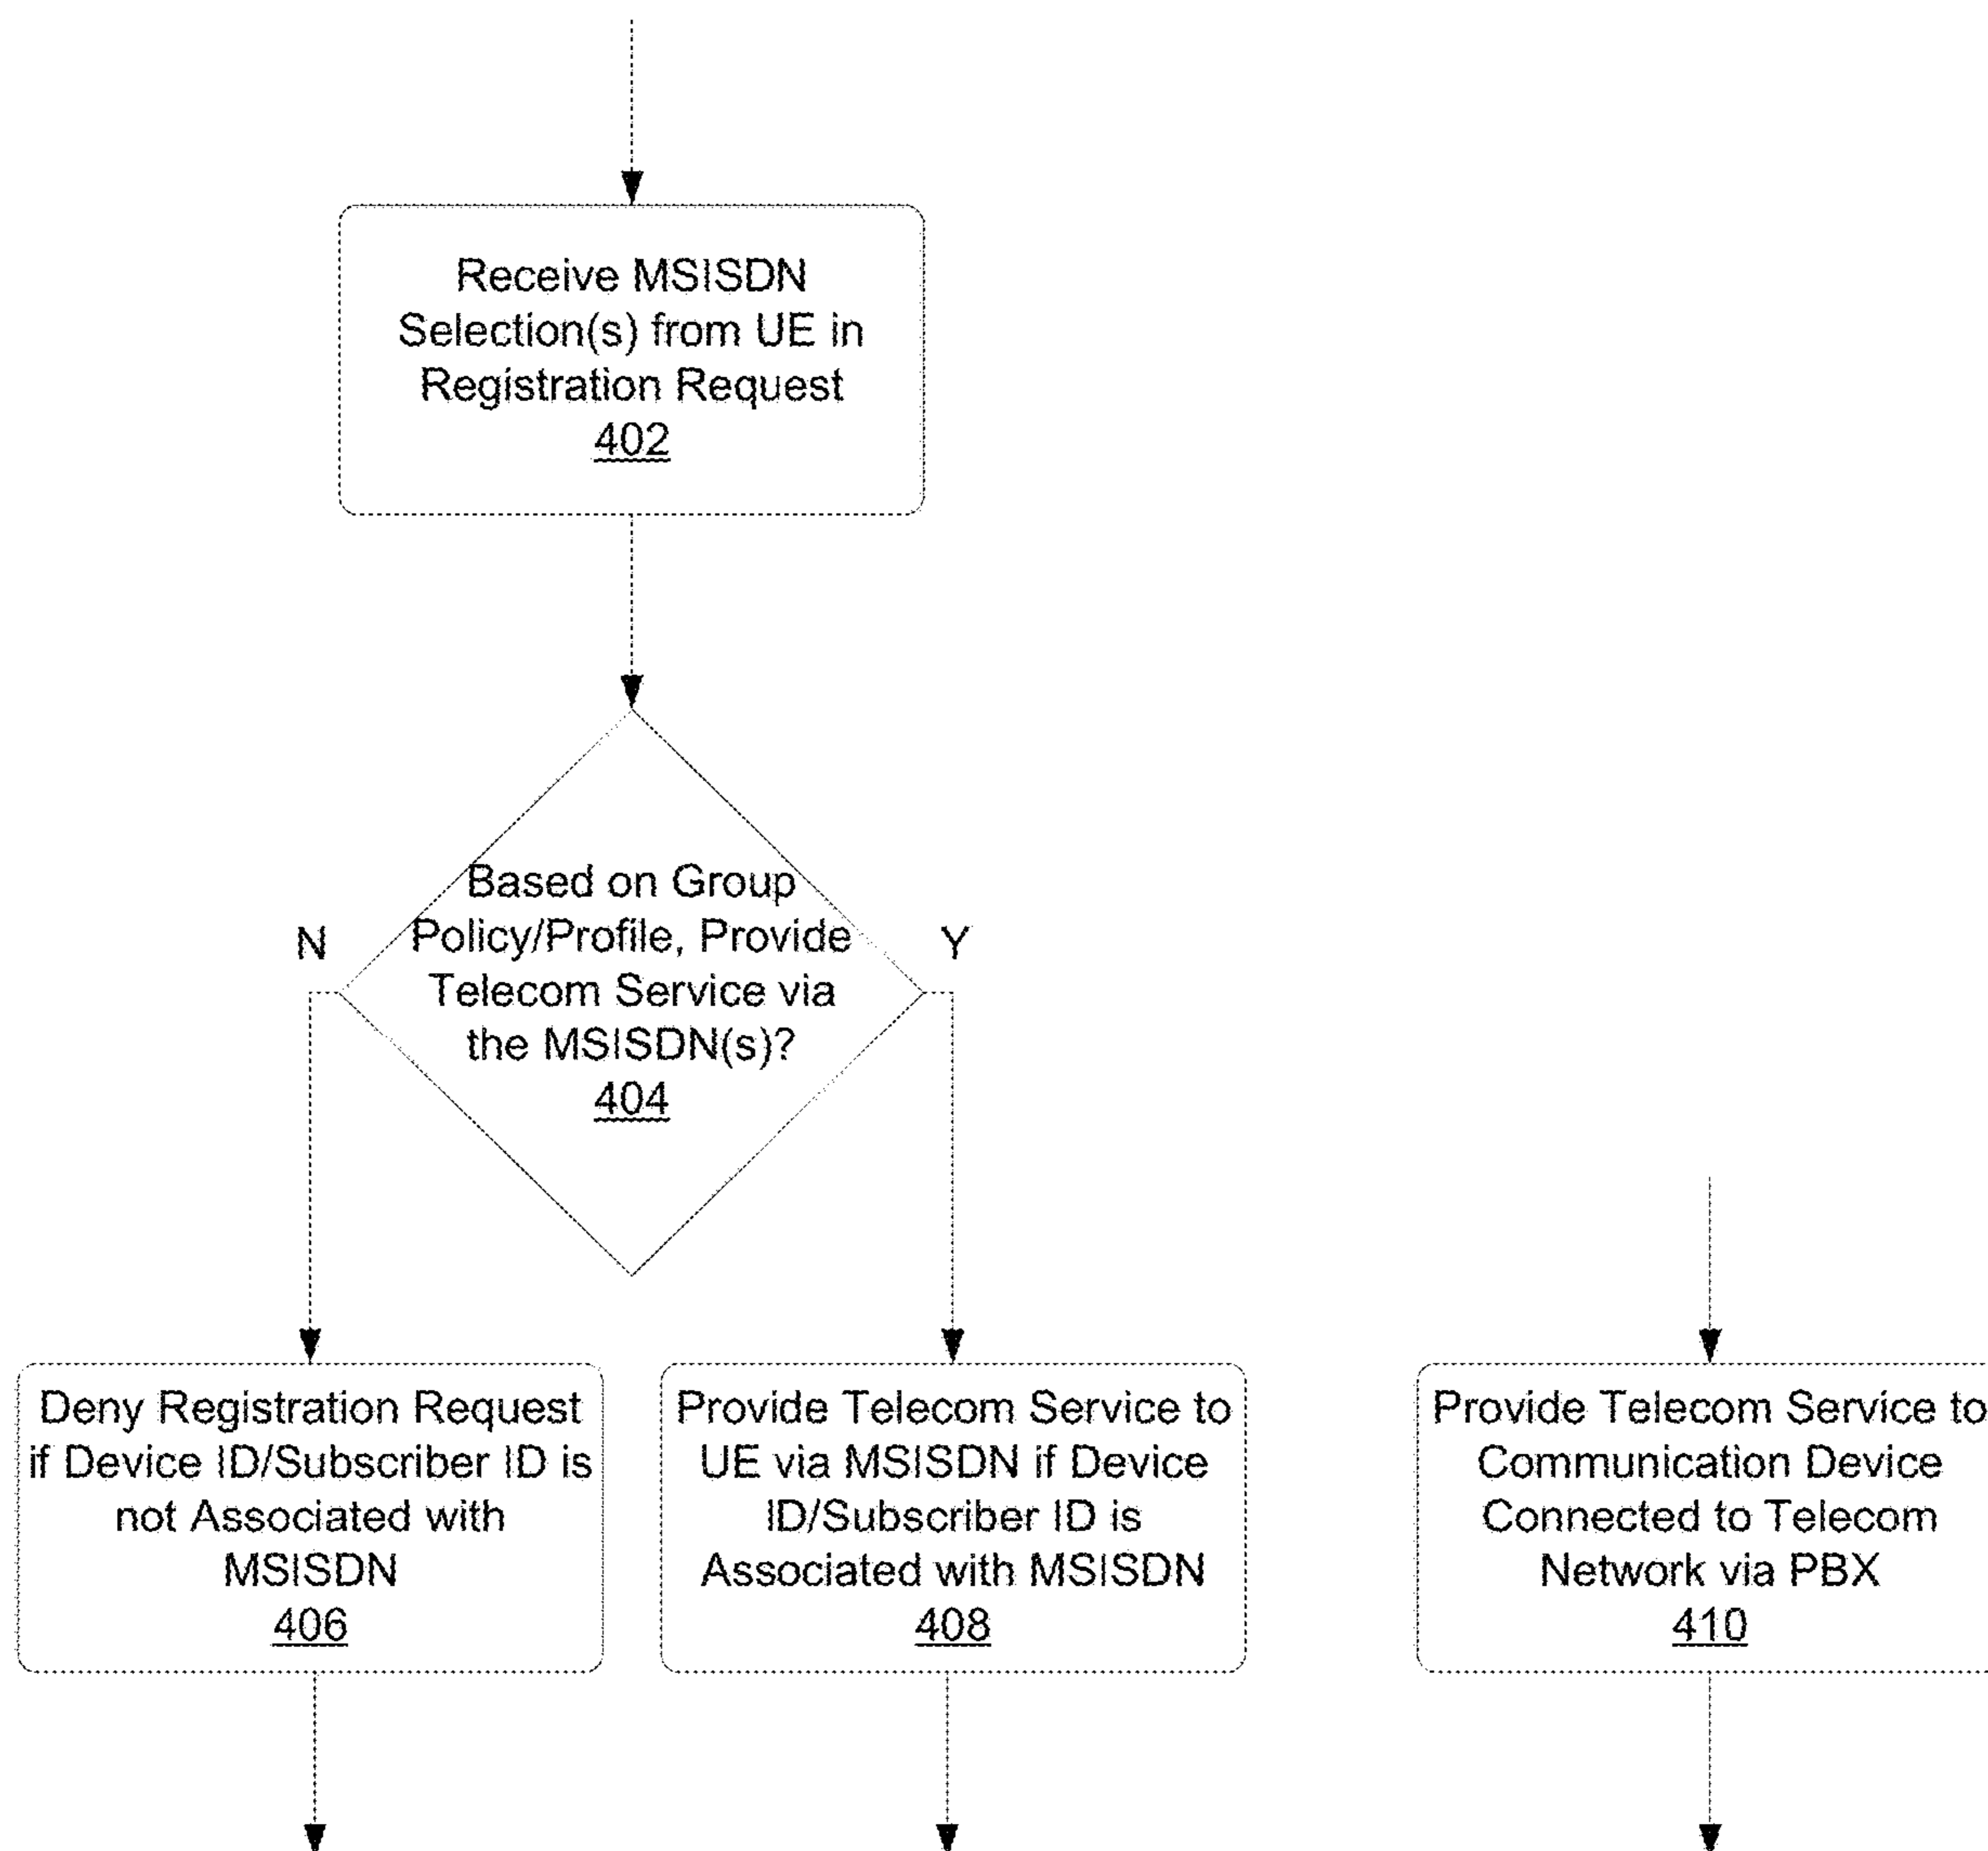 Receive MSISDN
Selection(s) from UE in
Registration Request
402
Based on Group
Policy/Profile, Provide
Telecom Service via
the MSISDN(s)?
404
N
Y
Deny Registration Request
if Device ID/Subscriber ID is
not Associated with
MSISDN
406
Provide Telecom Service to
UE via MSISDN if Device
ID/Subscriber ID is
Associated with MSISDN
408
Provide Telecom Service to
Communication Device
Connected to Telecom
Network via PBX
410